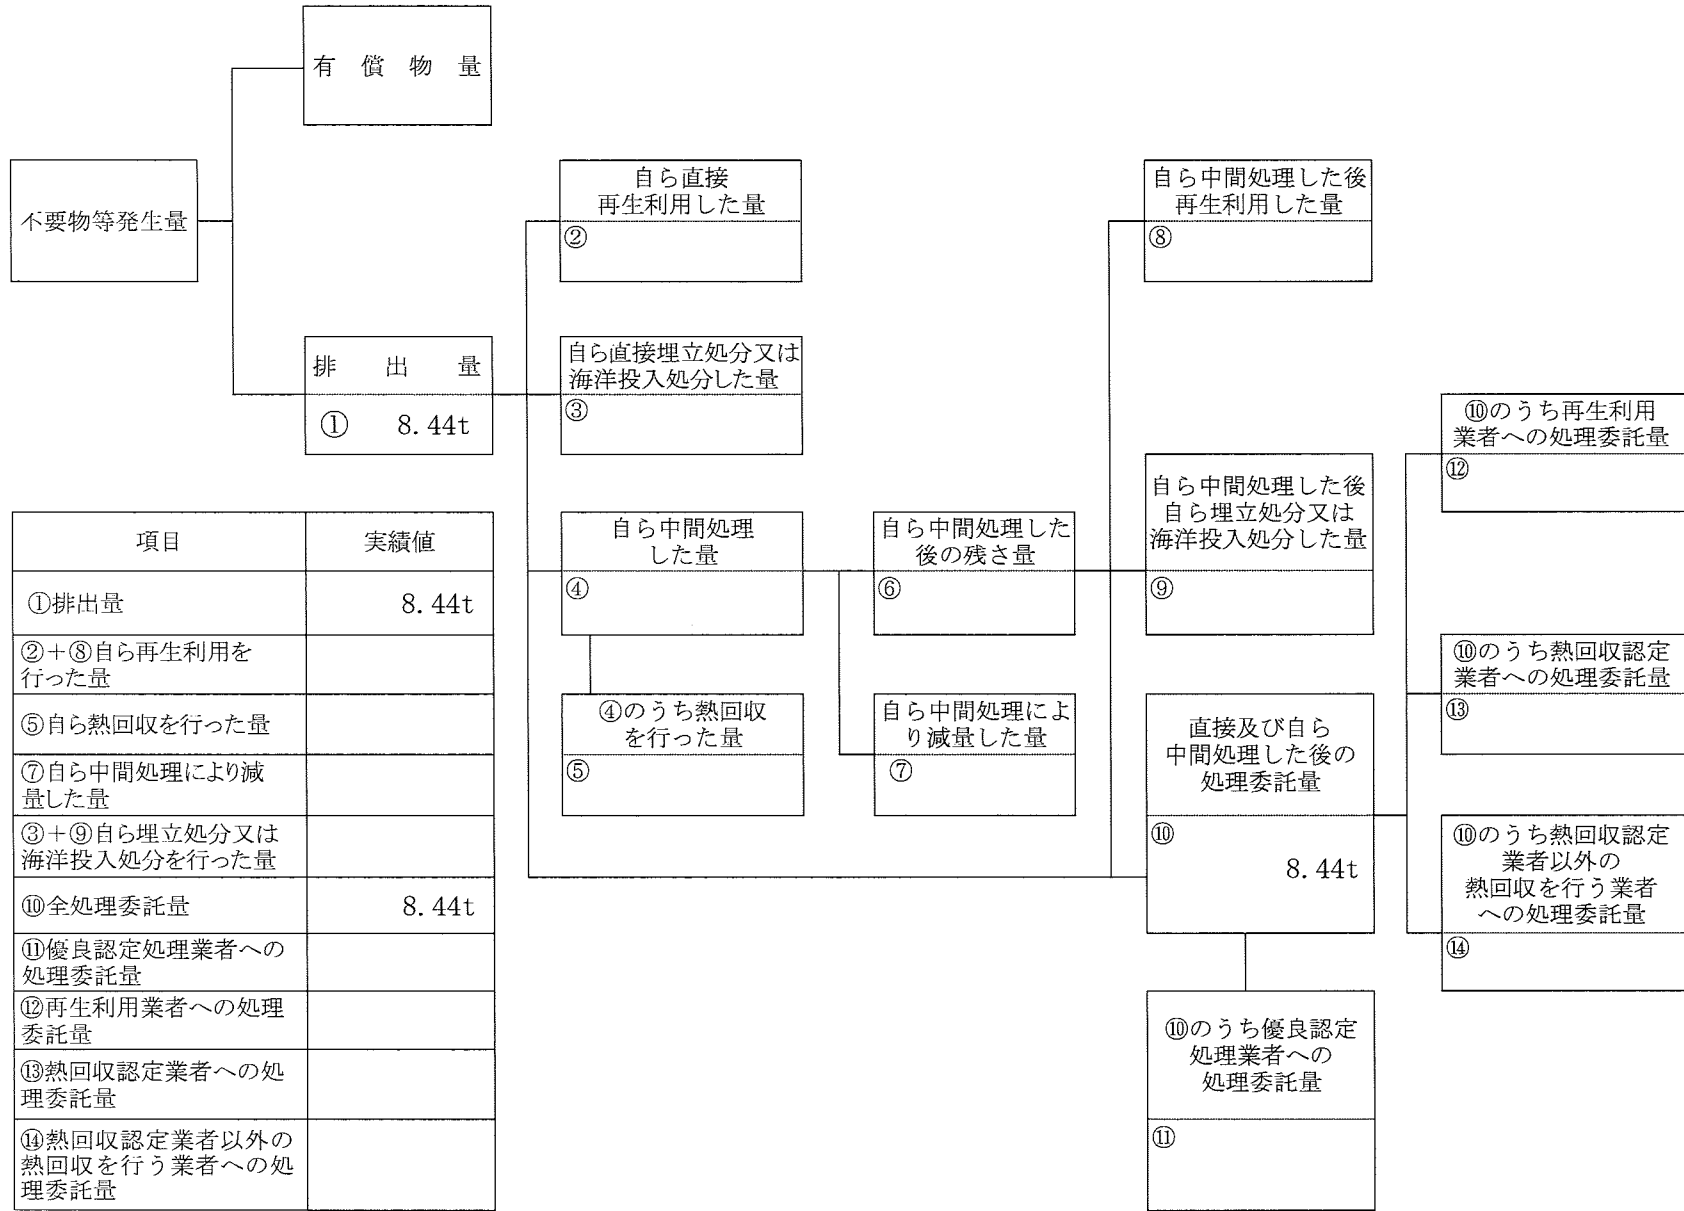 有 償 物 量
不要物等発生量
排 出 量
① 8.44t
自ら直接
再生利用した量
②
自ら直接埋立処分又は
海洋投入処分した量
③
自ら中間処理
した量
④
④のうち熱回収
を行った量
⑤
自ら中間処理した
後の残さ量
⑥
自ら中間処理によ
り減量した量
⑦
自ら中間処理した後
再生利用した量
⑧
自ら中間処理した後
自ら埋立処分又は
海洋投入処分した量
⑨
直接及び自ら
中間処理した後の
処理委託量
⑩
8.44t
⑩のうち優良認定
処理業者への
処理委託量
⑪
⑩のうち再生利用
業者への処理委託量
⑫
⑩のうち熱回収認定
業者への処理委託量
⑬
⑩のうち熱回収認定
業者以外の
熱回収を行う業者
への処理委託量
⑭
項目 実績値
①排出量 8.44t
②+⑧自ら再生利用を
行った量
⑤自ら熱回収を行った量
⑦自ら中間処理により減
量した量
③+⑨自ら埋立処分又は
海洋投入処分を行った量
⑩全処理委託量 8.44t
⑪優良認定処理業者への
処理委託量
⑫再生利用業者への処理
委託量
⑬熱回収認定業者への処
理委託量
⑭熱回収認定業者以外の
熱回収を行う業者への処
理委託量